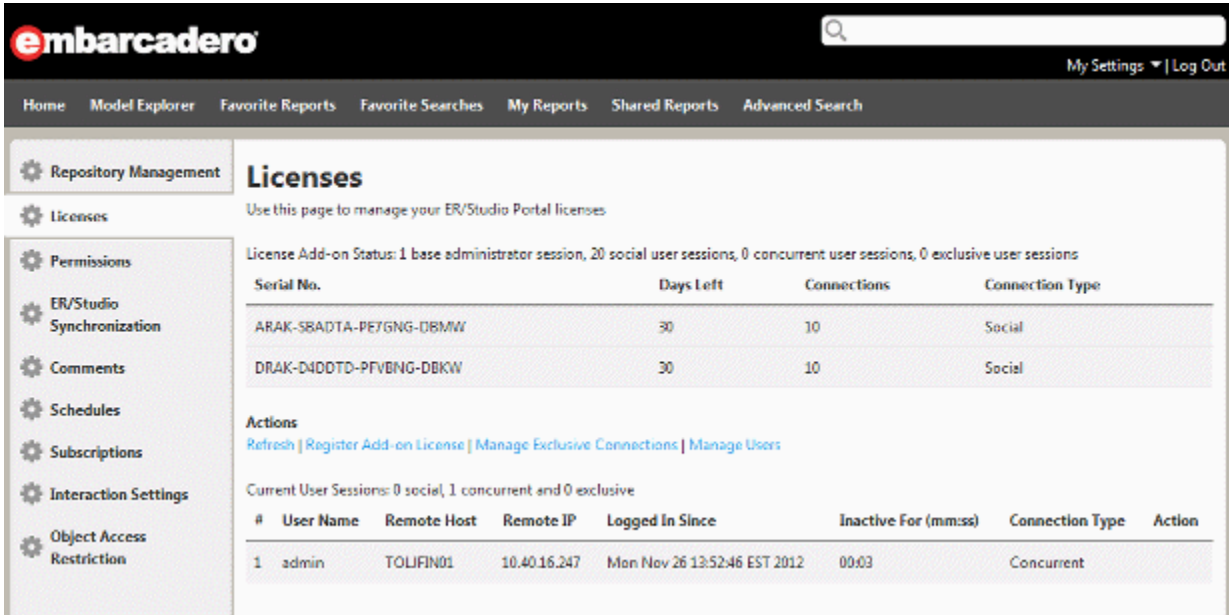 embarcadero
My Settings | Log Out
Home Model Explorer Favorite Reports Favorite Searches My Reports Shared Reports Advanced Search
Repository Management
Licenses
Permissions
ER/Studio
Synchronization
Comments
Schedules
Subscriptions
Interaction Settings
Object Access
Restriction
Licenses
Use this page to manage your ER/Studio Portal licenses
License Add-on Status: 1 base administrator session, 20 social user sessions, 0 concurrent user sessions, 0 exclusive user sessions
Serial No. Days Left Connections Connection Type
ARAK-SBADTA-PE7GNG-DBMW 30 10 Social
DRAK-D4DDTD-PFVBNG-DBKW 30 10 Social
Actions
Refresh | Register Add-on License | Manage Exclusive Connections | Manage Users
Current User Sessions: 0 social, 1 concurrent and 0 exclusive
# User Name Remote Host Remote IP Logged In Since Inactive For (mm:ss) Connection Type Action
1 admin 10.40.16.247 Mon Nov 26 13:52:46 EST 2012 00:03 Concurrent